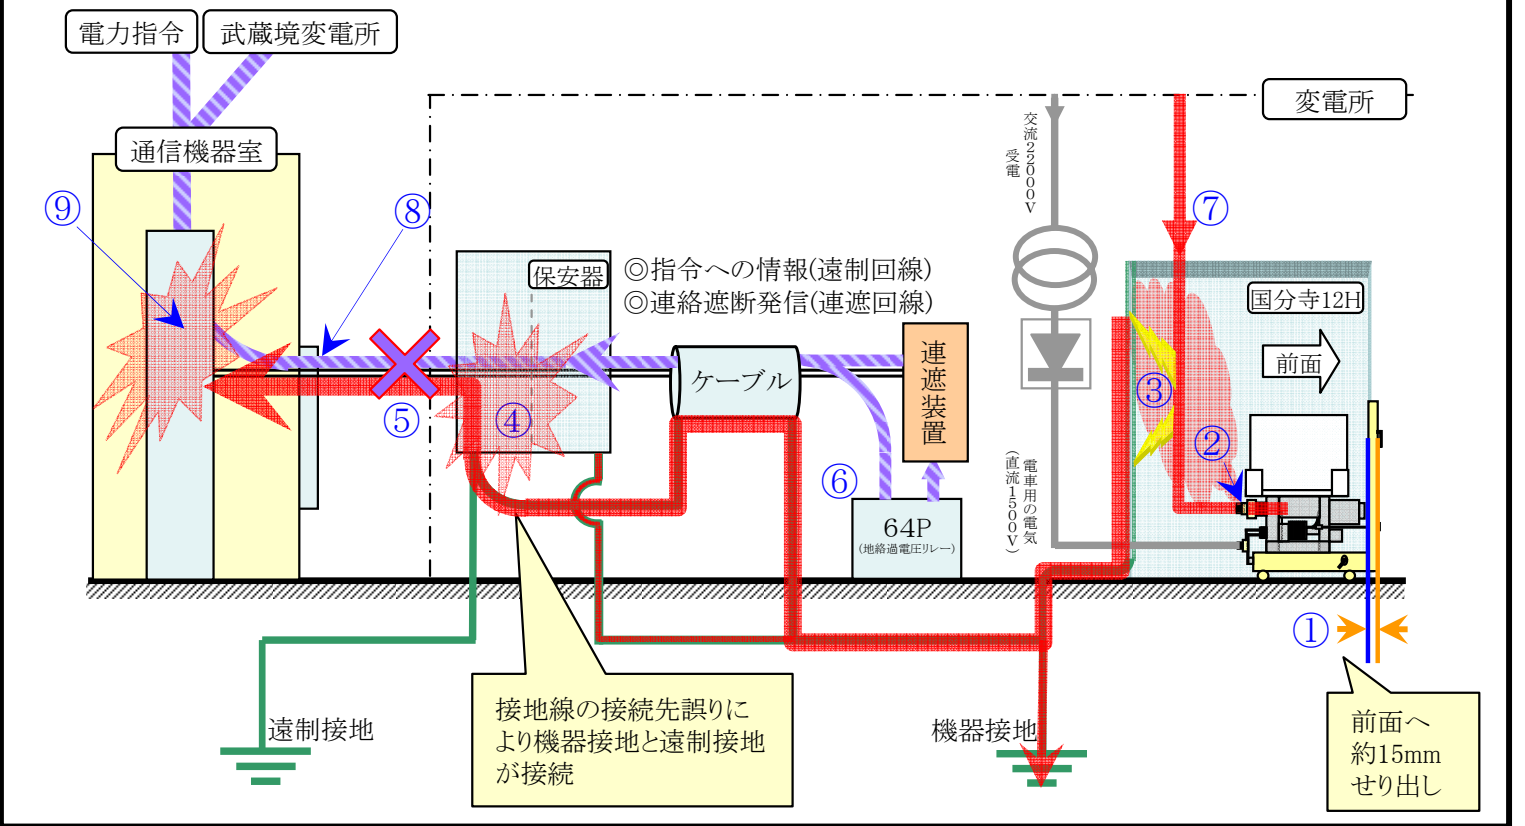 電力指令
武蔵境変電所
変電所
通信機器室
交流22000V
受電
⑨
⑧
⑦
保安器
◎指令への情報(遠制回線)
◎連絡遮断発信(連遮回線)
国分寺12H
前面
連遮装置
ケーブル
③
④
⑤
②
⑥
電車用の電気
(直流1500V)
64P
(地絡過電圧リレー)
①
接地線の接続先誤りに
より機器接地と遠制接地
が接続
遠制接地
機器接地
前面へ
約15mm
せり出し